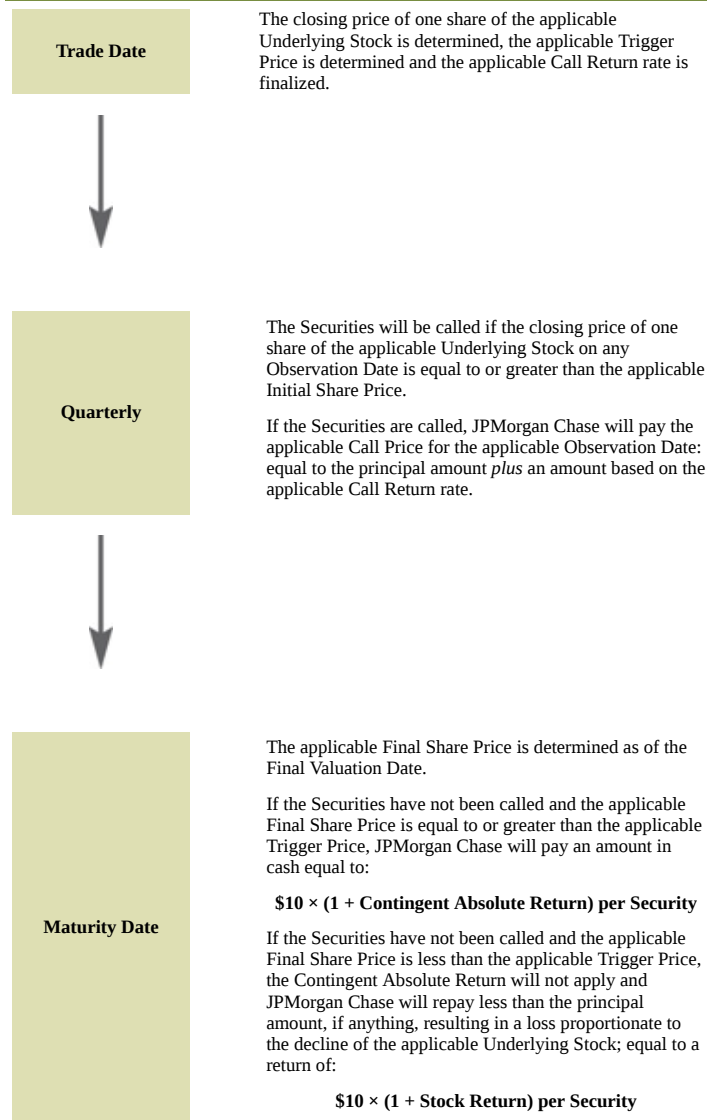 Trade Date
The closing price of one share of the applicable
Underlying Stock is determined, the applicable Trigger
Price is determined and the applicable Call Return rate is
finalized.
Quarterly
The Securities will be called if the closing price of one
share of the applicable Underlying Stock on any
Observation Date is equal to or greater than the applicable
Initial Share Price.
If the Securities are called, JPMorgan Chase will pay the
applicable Call Price for the applicable Observation Date:
equal to the principal amount plus an amount based on the
applicable Call Return rate.
Maturity Date
The applicable Final Share Price is determined as of the
Final Valuation Date.
If the Securities have not been called and the applicable
Final Share Price is equal to or greater than the applicable
Trigger Price, JPMorgan Chase will pay an amount in
cash equal to:
$10 × (1 + Contingent Absolute Return) per Security
If the Securities have not been called and the applicable
Final Share Price is less than the applicable Trigger Price,
the Contingent Absolute Return will not apply and
JPMorgan Chase will repay less than the principal
amount, if anything, resulting in a loss proportionate to
the decline of the applicable Underlying Stock; equal to a
return of:
$10 × (1 + Stock Return) per Security